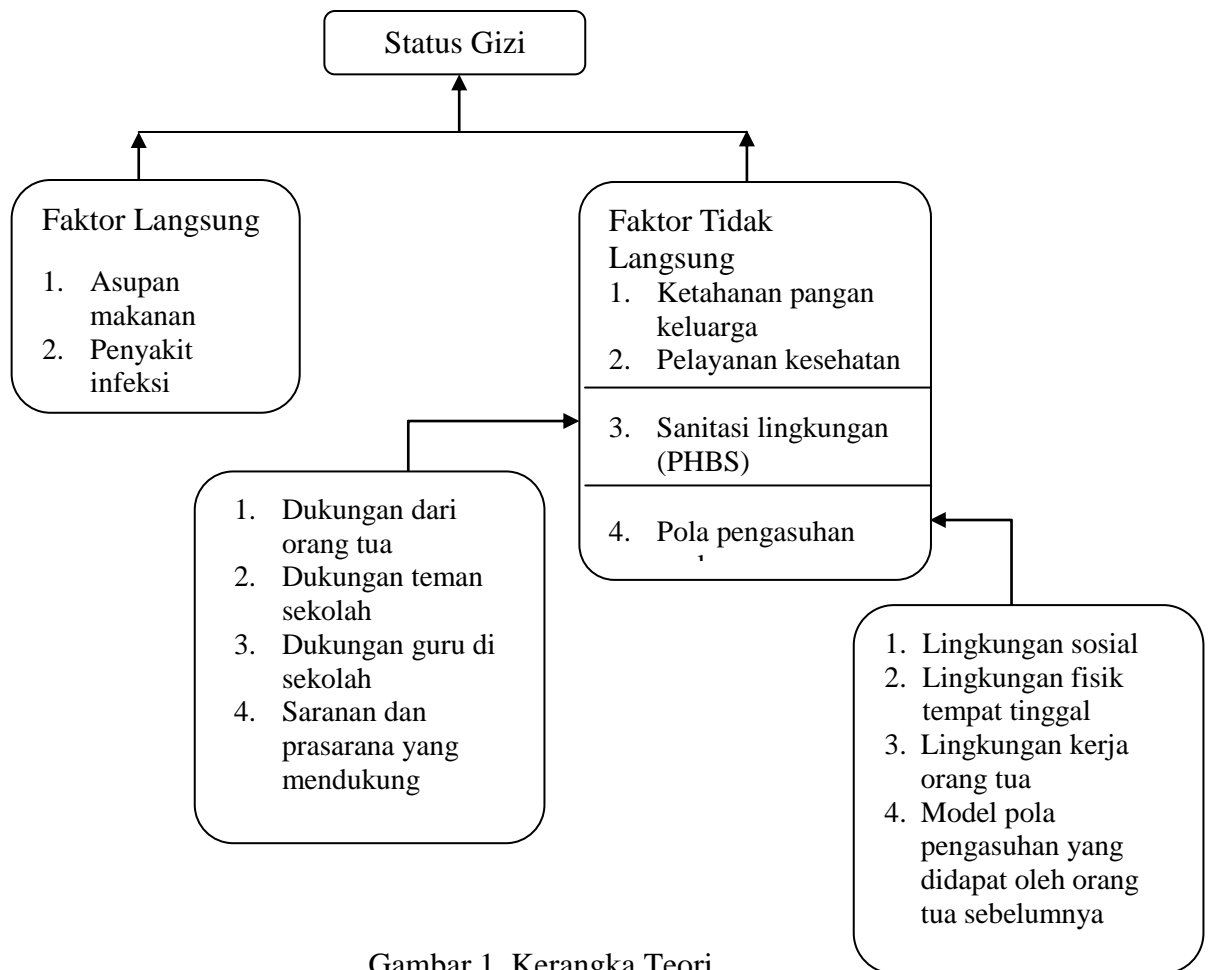 Status Gizi
Faktor Langsung
1. Asupan
makanan
2. Penyakit
infeksi
Faktor Tidak
Langsung
1. Ketahanan pangan
keluarga
2. Pelayanan kesehatan
3. Sanitasi lingkungan
(PHBS)
4. Pola pengasuhan
1. Dukungan dari
orang tua
2. Dukungan teman
sekolah
3. Dukungan guru di
sekolah
4. Saranan dan
prasarana yang
mendukung
1. Lingkungan sosial
2. Lingkungan fisik
tempat tinggal
3. Lingkungan kerja
orang tua
4. Model pola
pengasuhan yang
didapat oleh orang
tua sebelumnya
Gambar 1. Kerangka Teori